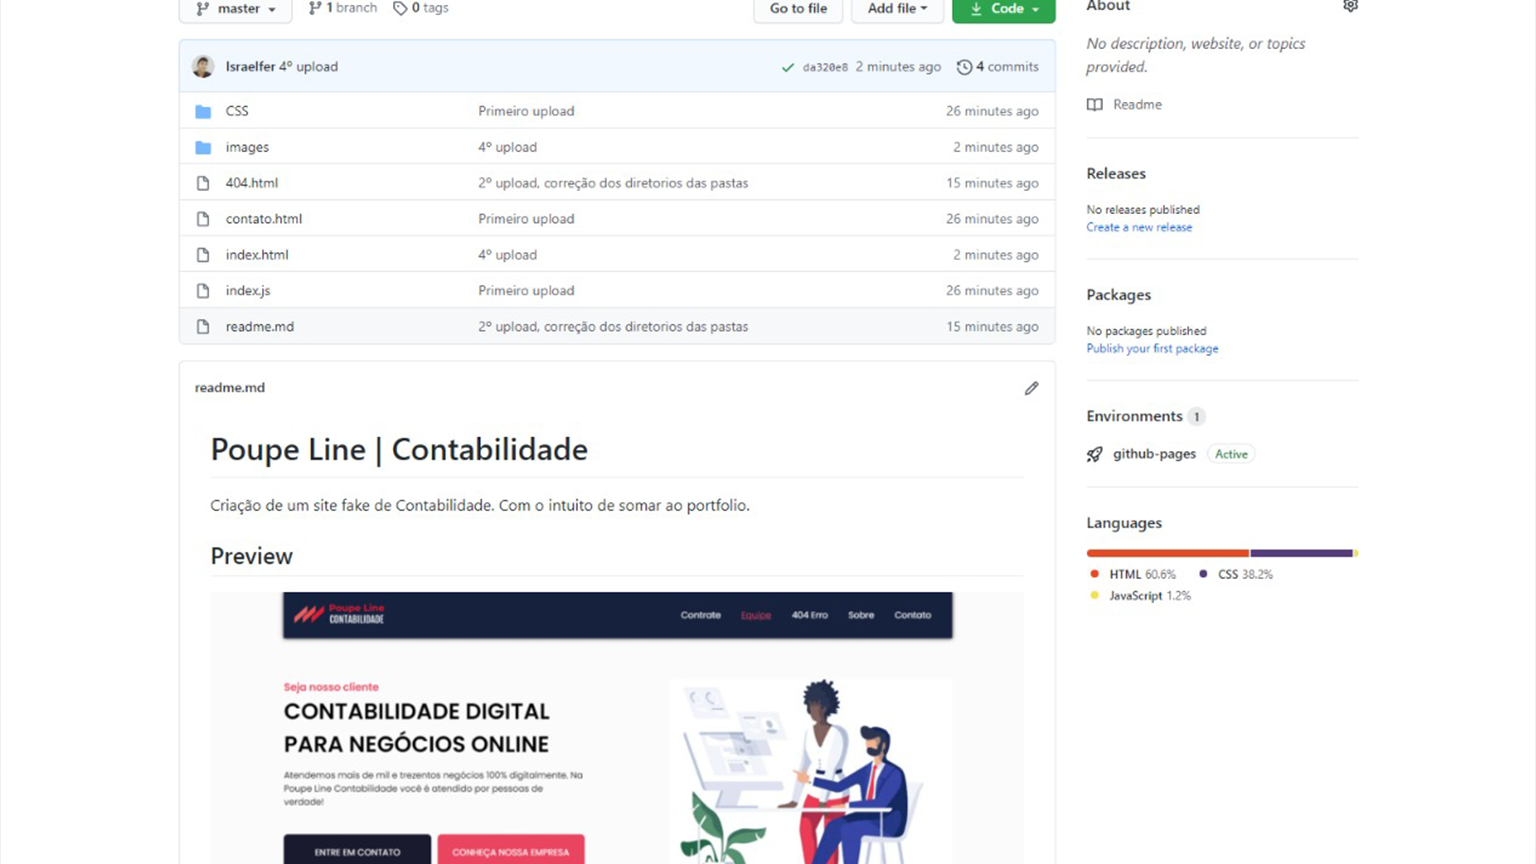 master
1 branch
0 tags
Go to file
Add file
Code
Israelfer 4º upload
da320e8 2 minutes ago
4 commits
CSS Primeiro upload 26 minutes ago
images 4º upload 2 minutes ago
404.html 2º upload, correção dos diretorios das pastas 15 minutes ago
contato.html Primeiro upload 26 minutes ago
index.html 4º upload 2 minutes ago
index.js Primeiro upload 26 minutes ago
readme.md 2º upload, correção dos diretorios das pastas 15 minutes ago
readme.md
Poupe Line | Contabilidade
Criação de um site fake de Contabilidade. Com o intuito de somar ao portfolio.
Preview
Poupe Line
CONTABILIDADE
Contrate Equipe 404 Erro Sobre Contato
Seja nosso cliente
CONTABILIDADE DIGITAL
PARA NEGÓCIOS ONLINE
Atendemos mais de mil e trezentos negócios 100% digitalmente. Na
Poupe Line Contabilidade você é atendido por pessoas de
verdade!
ENTRE EM CONTATO
CONHEÇA NOSSA EMPRESA
About
No description, website, or topics
provided.
Readme
Releases
No releases published
Create a new release
Packages
No packages published
Publish your first package
Environments 1
github-pages Active
Languages
HTML 60.6% CSS 38.2%
JavaScript 1.2%